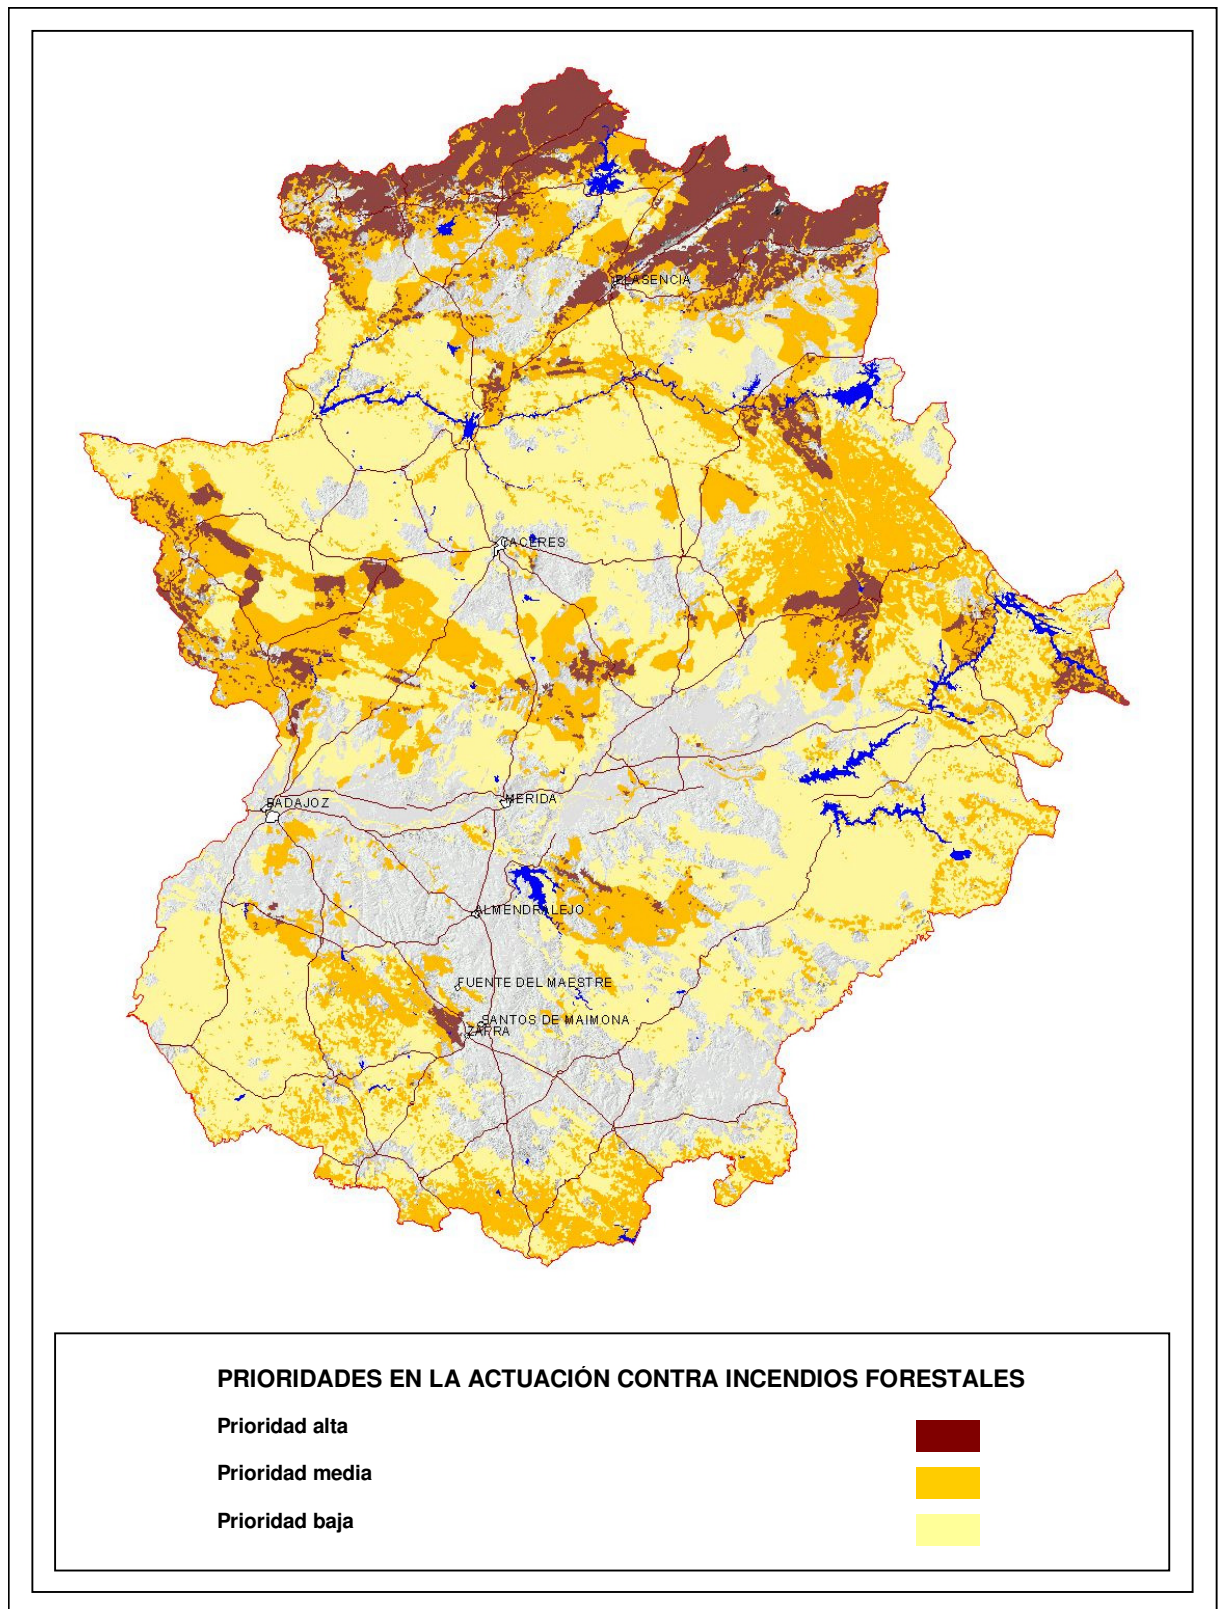 PLASENCIA
CACERES
BADAJOZ
MERIDA
ALMENDRALEJO
FUENTE DEL MAESTRE
SANTOS DE MAIMONA
ZAFRA
PRIORIDADES EN LA ACTUACIÓN CONTRA INCENDIOS FORESTALES
Prioridad alta
Prioridad media
Prioridad baja